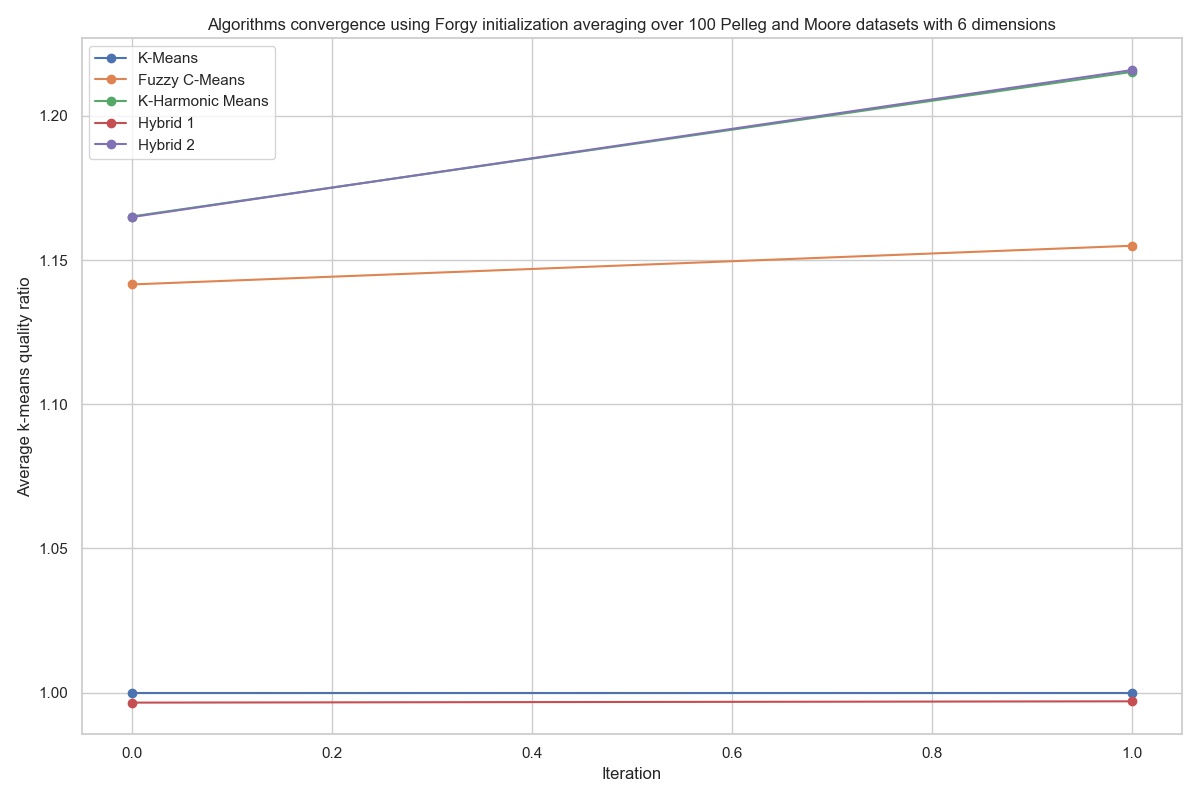 Algorithms convergence using Forgy initialization averaging over 100 Pelleg and Moore datasets with 6 dimensions
K-Means
Fuzzy C-Means
K-Harmonic Means
Hybrid 1
Hybrid 2
Average k-means quality ratio
1.20
1.15
1.10
1.05
1.00
0.0
0.2
0.4
0.6
0.8
1.0
Iteration